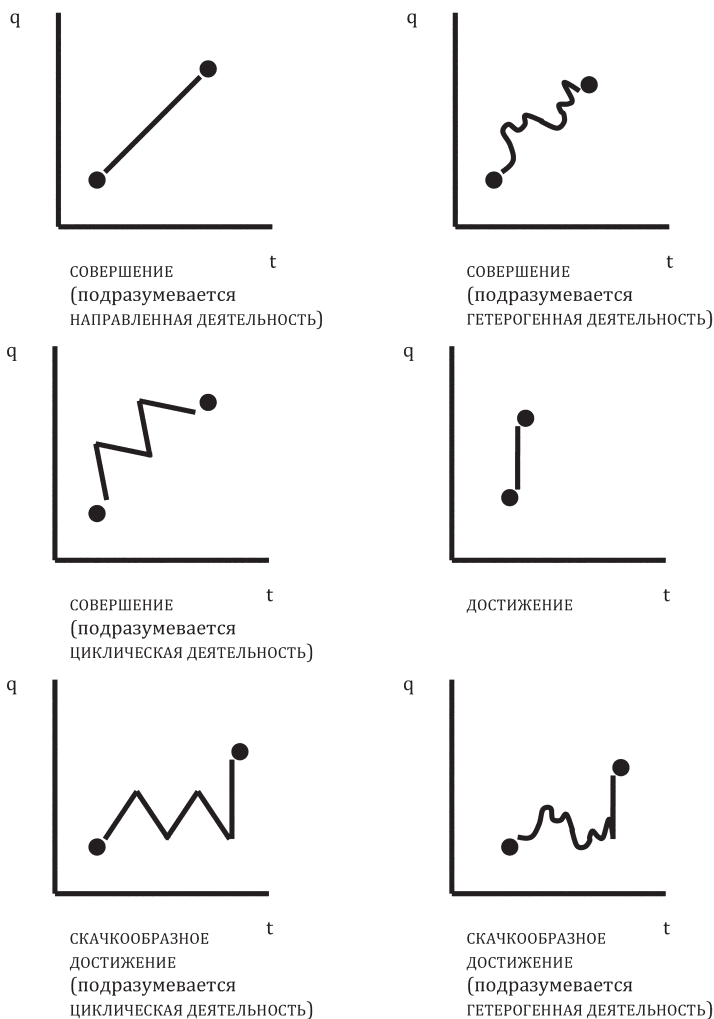 q
q
t
t
СОВЕРШЕНИЕ
(подразумевается
НАПРАВЛЕННАЯ ДЕЯТЕЛЬНОСТЬ)
СОВЕРШЕНИЕ
(подразумевается
ГЕТЕРОГЕННАЯ ДЕЯТЕЛЬНОСТЬ)
q
q
t
t
СОВЕРШЕНИЕ
(подразумевается
ЦИКЛИЧЕСКАЯ ДЕЯТЕЛЬНОСТЬ)
ДОСТИЖЕНИЕ
q
q
t
t
СКАЧКООБРАЗНОЕ
ДОСТИЖЕНИЕ
(подразумевается
ЦИКЛИЧЕСКАЯ ДЕЯТЕЛЬНОСТЬ)
СКАЧКООБРАЗНОЕ
ДОСТИЖЕНИЕ
(подразумевается
ГЕТЕРОГЕННАЯ ДЕЯТЕЛЬНОСТЬ)